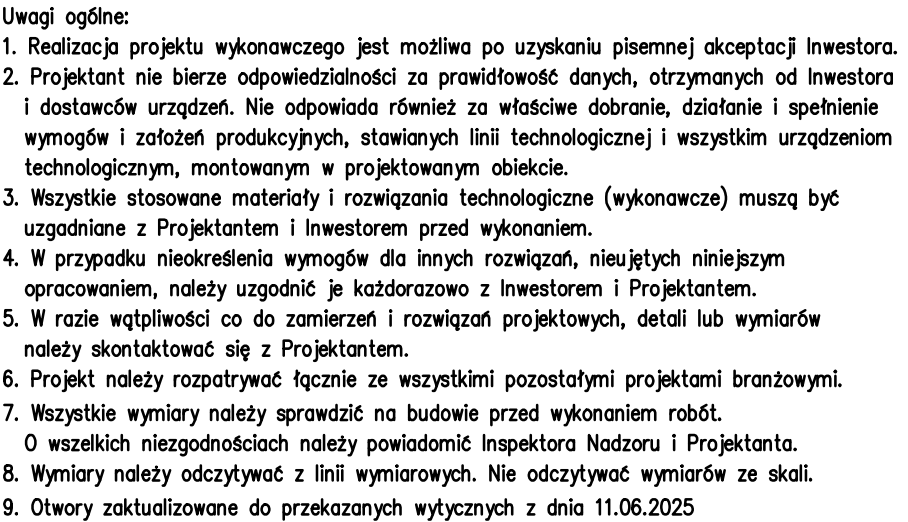 Uwagi ogólne:
1. Realizacja projektu wykonawczego jest możliwa po uzyskaniu pisemnej akceptacji Inwestora.
2. Projektant nie bierze odpowiedzialności za prawidłowość danych, otrzymanych od Inwestora
i dostawców urządzeń. Nie odpowiada również za właściwe dobranie, działanie i spełnienie
wymogów i założeń produkcyjnych, stawianych linii technologicznej i wszystkim urządzeniom
technologicznym, montowanym w projektowanym obiekcie.
3. Wszystkie stosowane materiały i rozwiązania technologiczne (wykonawcze) muszą być
uzgadniane z Projektantem i Inwestorem przed wykonaniem.
4. W przypadku nieokreślenia wymogów dla innych rozwiązań, nieujętych niniejszym
opracowaniem, należy uzgodnić je każdorazowo z Inwestorem i Projektantem.
5. W razie wątpliwości co do zamierzeń i rozwiązań projektowych, detali lub wymiarów
należy skontaktować się z Projektantem.
6. Projekt należy rozpatrywać łącznie ze wszystkimi pozostałymi projektami branżowymi.
7. Wszystkie wymiary należy sprawdzić na budowie przed wykonaniem robót.
O wszelkich niezgodnościach należy powiadomić Inspektora Nadzoru i Projektanta.
8. Wymiary należy odczytywać z linii wymiarowych. Nie odczytywać wymiarów ze skali.
9. Otwory zaktualizowane do przekazanych wytycznych z dnia 11.06.2025